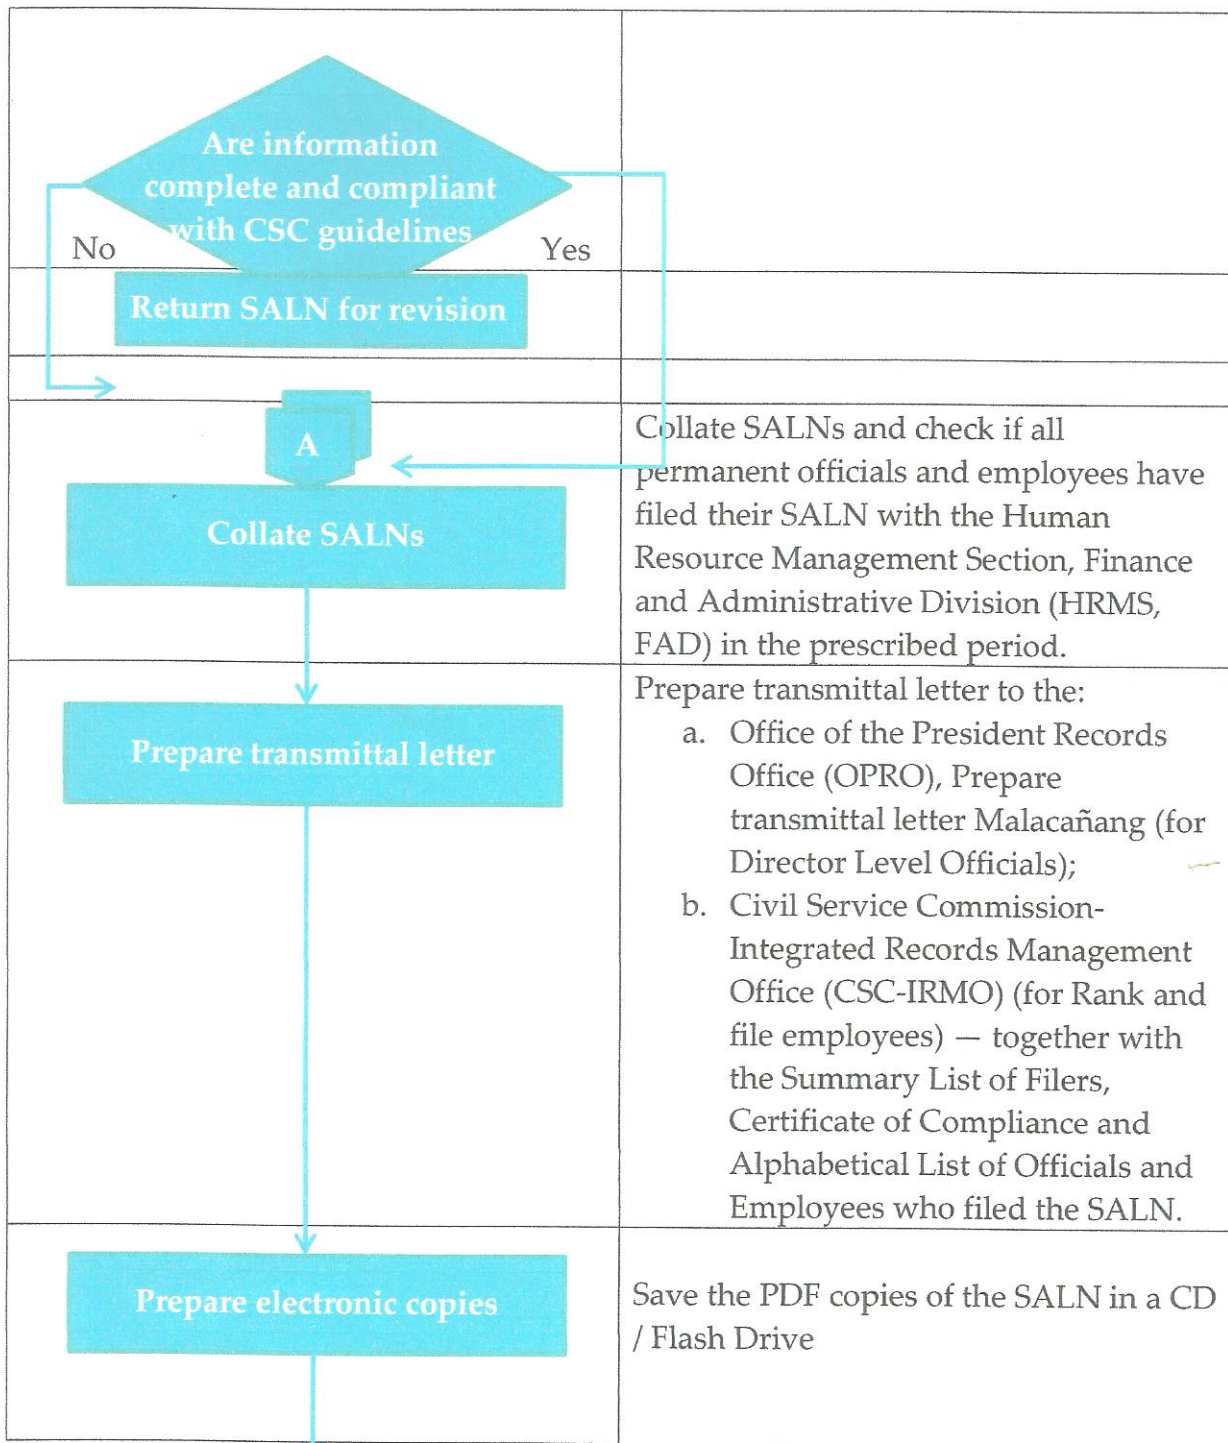 Are information
complete and compliant
with CSC guidelines
No
Yes
Return SALN for revision
A
Collate SALNs
Collate SALNs and check if all
permanent officials and employees have
filed their SALN with the Human
Resource Management Section, Finance
and Administrative Division (HRMS,
FAD) in the prescribed period.
Prepare transmittal letter
Prepare transmittal letter to the:
a. Office of the President Records
Office (OPRO), Prepare
transmittal letter Malacañang (for
Director Level Officials);
b. Civil Service Commission-
Integrated Records Management
Office (CSC-IRMO) (for Rank and
file employees) — together with
the Summary List of Filers,
Certificate of Compliance and
Alphabetical List of Officials and
Employees who filed the SALN.
Prepare electronic copies
Save the PDF copies of the SALN in a CD
/ Flash Drive